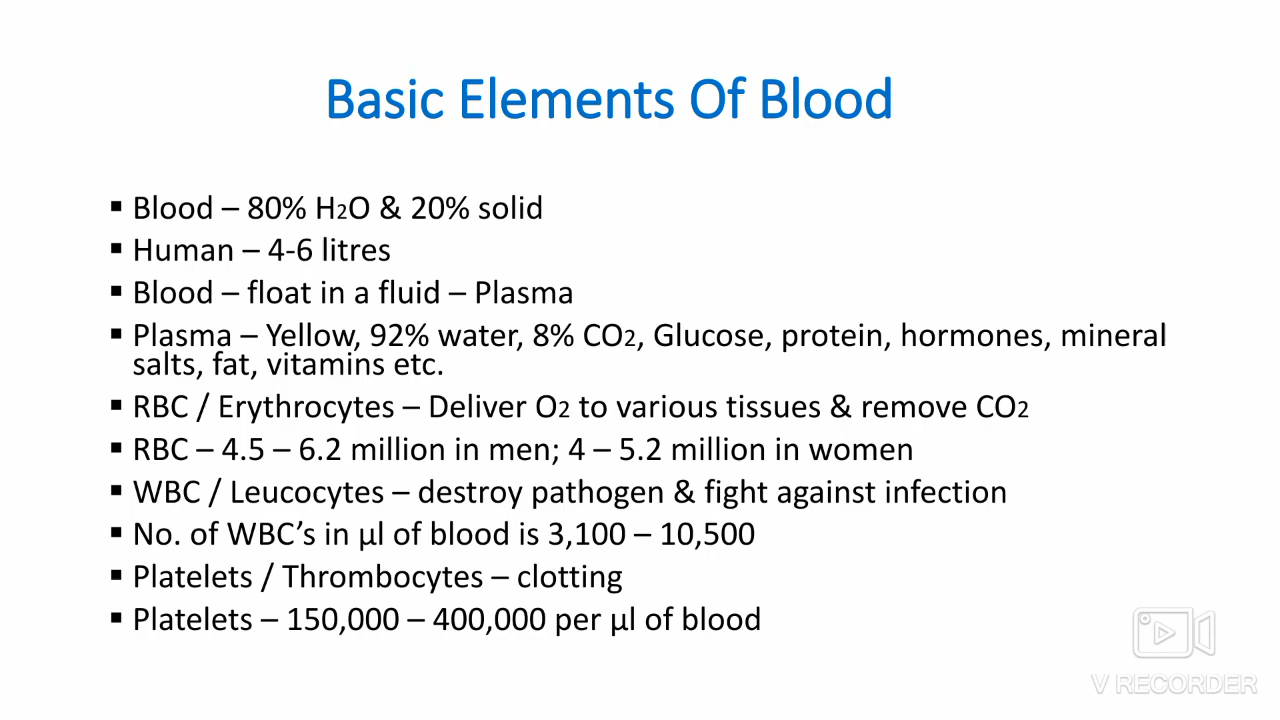 Basic Elements Of Blood
▪ Blood – 80% H2O & 20% solid
▪ Human – 4-6 litres
▪ Blood – float in a fluid – Plasma
▪ Plasma – Yellow, 92% water, 8% CO2, Glucose, protein, hormones, mineral
salts, fat, vitamins etc.
▪ RBC / Erythrocytes – Deliver O2 to various tissues & remove CO2
▪ RBC – 4.5 – 6.2 million in men; 4 – 5.2 million in women
▪ WBC / Leucocytes – destroy pathogen & fight against infection
▪ No. of WBC’s in µl of blood is 3,100 – 10,500
▪ Platelets / Thrombocytes – clotting
▪ Platelets – 150,000 – 400,000 per µl of blood
V RECORDER